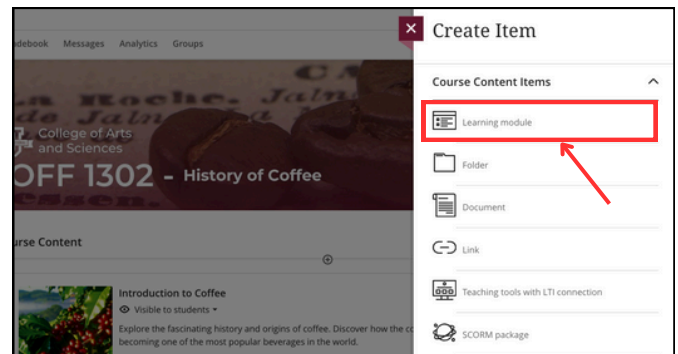 Create Item
Messages Analytics Groups
Course Content Items
Learning module
College of Arts
and Sciences
Folder
OFF 1302 - History of Coffee
Document
Content
Link
Introduction to Coffee
Visible to students
Teaching tools with LTI connection
Explore the fascinating history and origins of coffee. Discover how the
becoming one of the most popular beverages in the world.
SCORM package